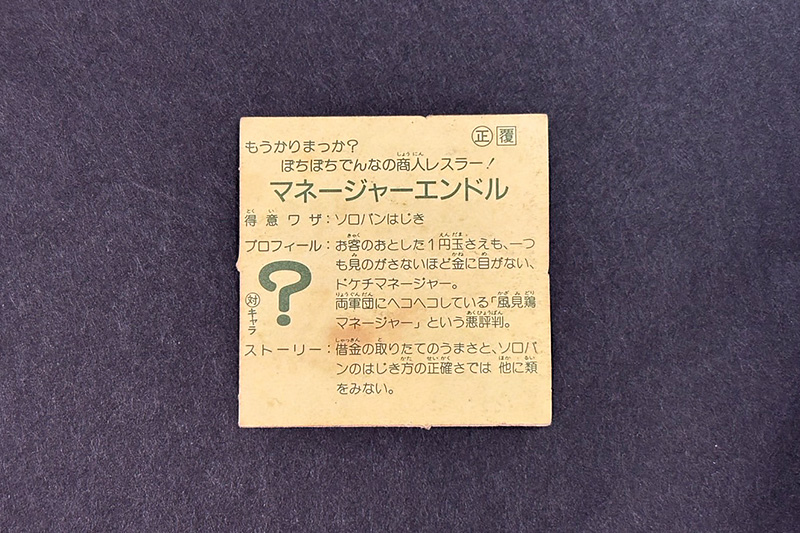 正 覆
もうかりまっか？
ぼちぼちでんなの商人レスラー！
マネージャーエンドル
得意ワザ：ソロバンはじき
プロフィール：お客のおとした1円玉さえも、一つ
も見のがさないほど金に目がない、
ドケチマネージャー。
両軍団にヘコヘコしている「風見鶏
マネージャー」という悪評判。
対キャラ
？
ストーリー：借金の取りたてのうまさと、ソロバ
ンのはじき方の正確さでは 他に類
をみない。